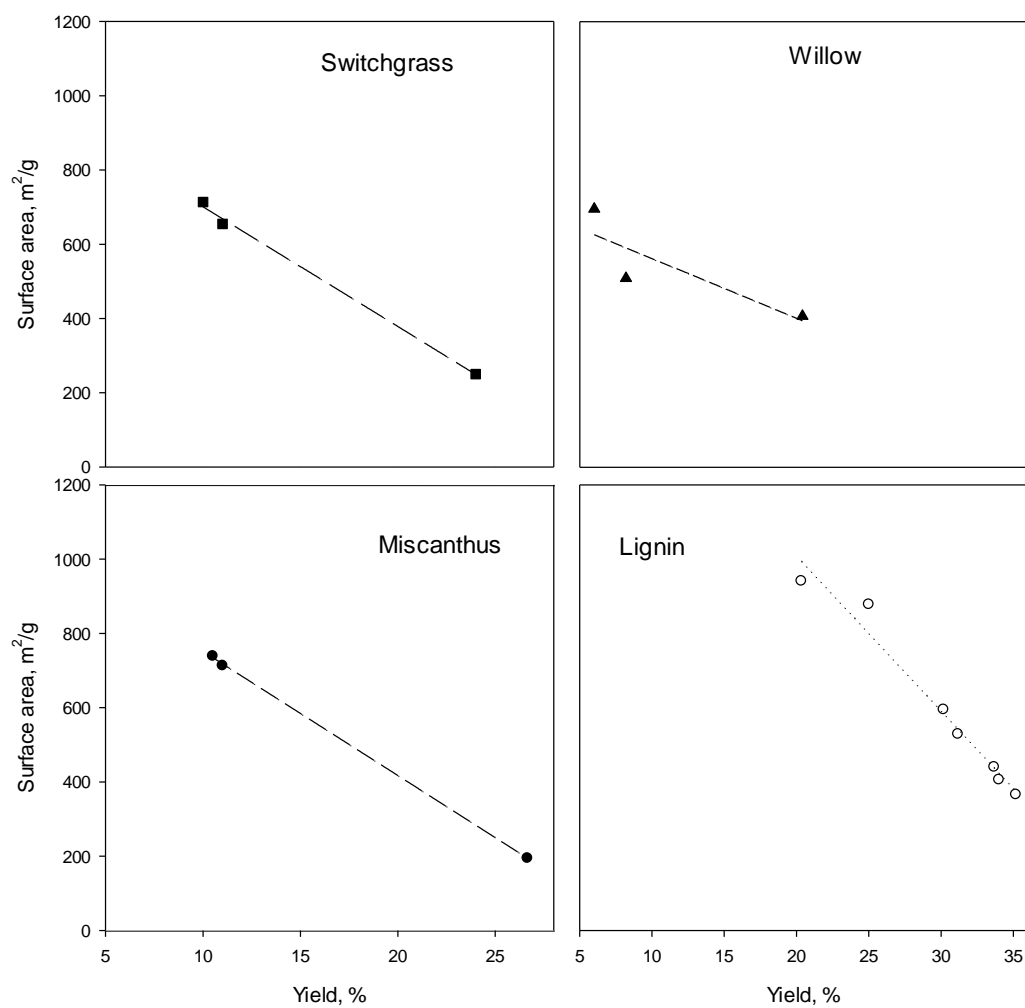 1200
1000
800
600
400
200
0
Surface area, m²/g
Switchgrass
Willow
1200
1000
800
600
400
200
0
Surface area, m²/g
Miscanthus
Lignin
5 10 15 20 25
5 10 15 20 25 30 35
Yield, %
Yield, %